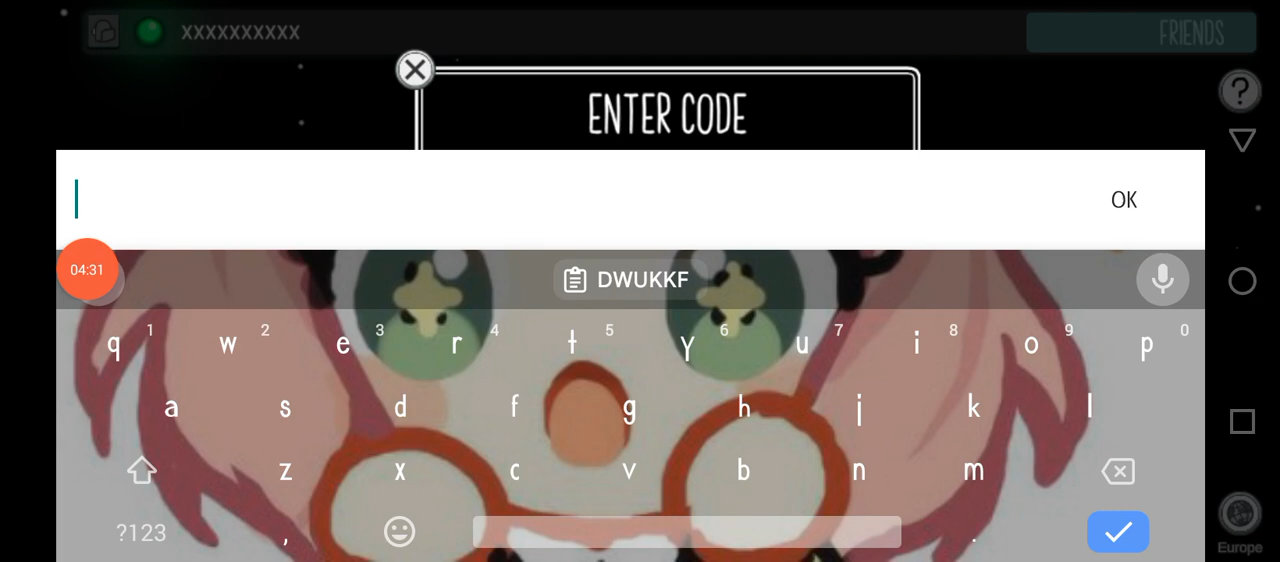 XXXXXXXXXX
FRIENDS
ENTER CODE
OK
04:31
DWUKKF
q 1 w 2 e 3 r 4 t 5 y 6 u 7 i 8 o 9 p 0
a s d f g h j k l
z x c v b n m
?123 , .
?
Europe